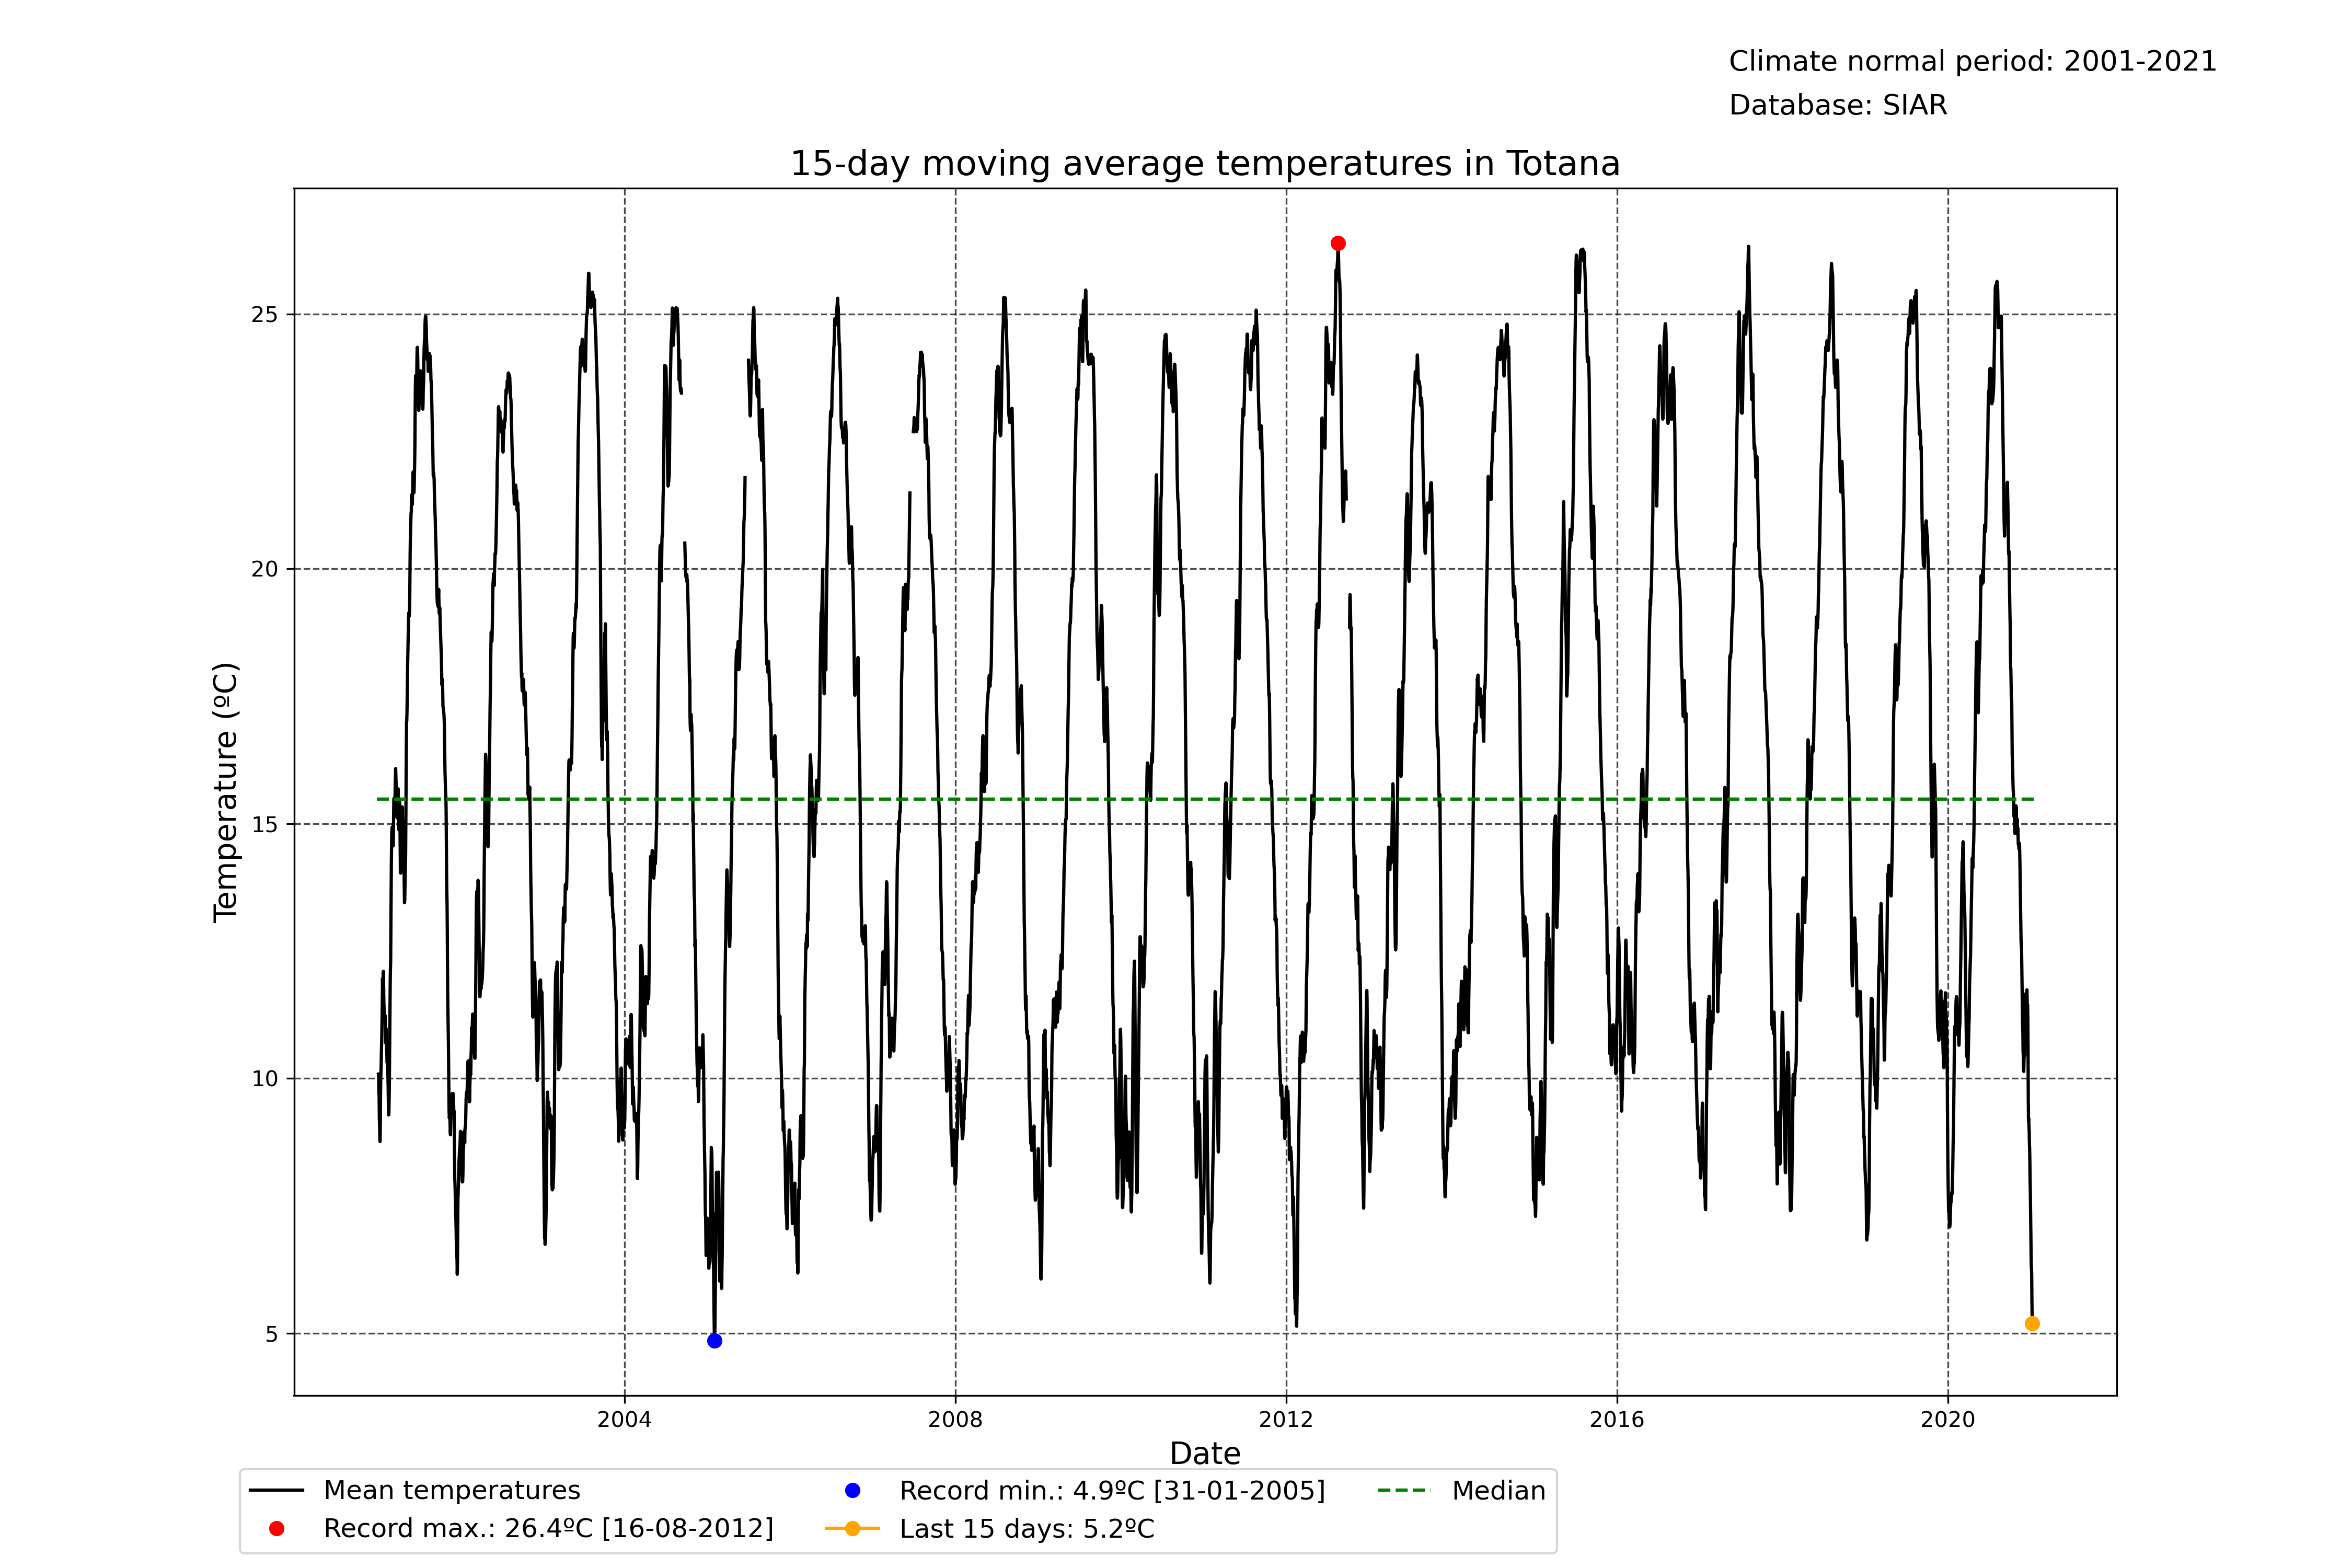 Climate normal period: 2001-2021
Database: SIAR
15-day moving average temperatures in Totana
Temperature (ºC)
25
20
15
10
5
2004
2008
2012
2016
2020
Date
Mean temperatures
Record max.: 26.4ºC [16-08-2012]
Record min.: 4.9ºC [31-01-2005]
Last 15 days: 5.2ºC
Median